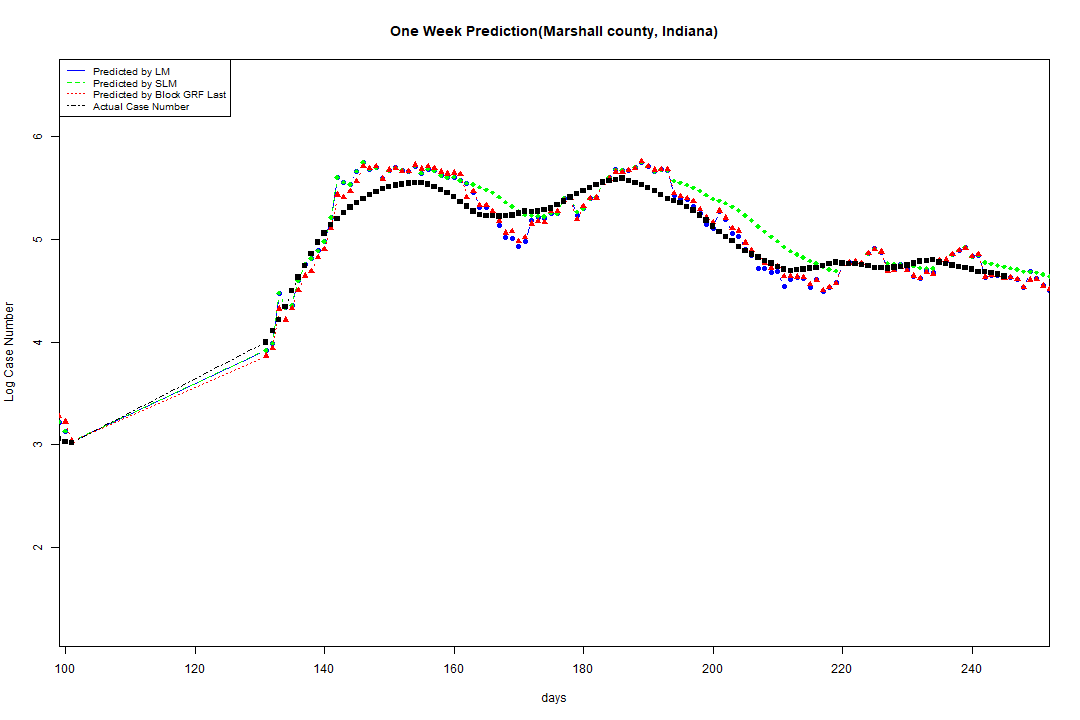 One Week Prediction(Marshall county, Indiana)
Predicted by LM
Predicted by SLM
Predicted by Block GRF Last
Actual Case Number
Log Case Number
6
5
4
3
2
100 120 140 160 180 200 220 240
days